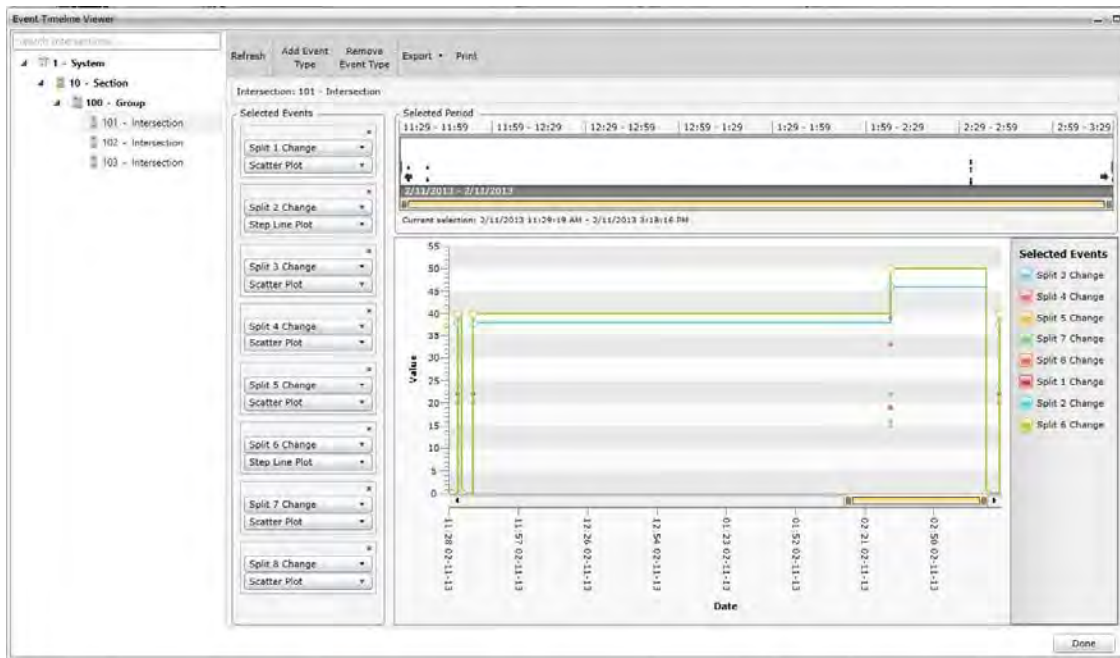 Event Timeline Viewer
Search Intersections...
1 - System
10 - Section
100 - Group
101 - Intersection
102 - Intersection
103 - Intersection
Refresh
Add Event Type
Remove Event Type
Export
Print
Intersection: 101 - Intersection
Selected Events
Split 1 Change
Scatter Plot
Split 2 Change
Step Line Plot
Split 3 Change
Scatter Plot
Split 4 Change
Scatter Plot
Split 5 Change
Scatter Plot
Split 6 Change
Step Line Plot
Split 7 Change
Scatter Plot
Split 8 Change
Scatter Plot
Selected Period
11:29 - 11:59
11:59 - 12:29
12:29 - 12:59
12:59 - 1:29
1:29 - 1:59
1:59 - 2:29
2:29 - 2:59
2:59 - 3:29
2/11/2013 - 2/11/2013
Current selection: 2/11/2013 11:29:19 AM - 2/11/2013 3:18:16 PM
Value
55
50
45
40
35
30
25
20
15
10
5
0
11:28 02-11-13
11:57 02-11-13
12:26 02-11-13
12:54 02-11-13
01:23 02-11-13
01:52 02-11-13
02:21 02-11-13
02:50 02-11-13
Date
Selected Events
Split 3 Change
Split 4 Change
Split 5 Change
Split 7 Change
Split 8 Change
Split 1 Change
Split 2 Change
Split 6 Change
Done